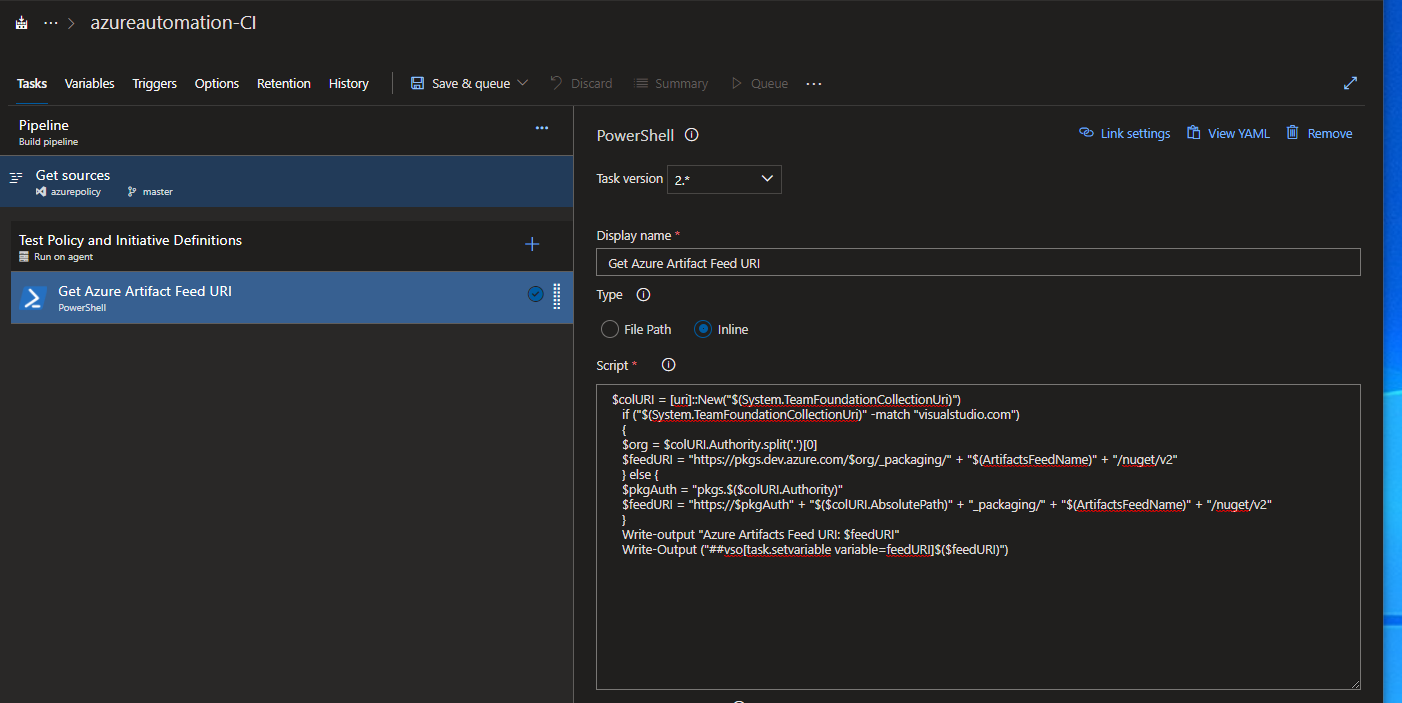 ··· > azureautomation-CI
Tasks Variables Triggers Options Retention History Save & queue Discard Summary Queue ···
Pipeline
Build pipeline
Get sources
azurepolicy master
Test Policy and Initiative Definitions
Run on agent
Get Azure Artifact Feed URI
PowerShell
PowerShell Link settings View YAML Remove
Task version 2.*
Display name *
Get Azure Artifact Feed URI
Type
File Path Inline
Script *
$colURI = [uri]::New("$(System.TeamFoundationCollectionUri)")
if ("$(System.TeamFoundationCollectionUri)" -match "visualstudio.com")
{
$org = $colURI.Authority.split('.')[0]
$feedURI = "https://pkgs.dev.azure.com/$org/_packaging/" + "$(ArtifactsFeedName)" + "/nuget/v2"
} else {
$pkgAuth = "pkgs.$($colURI.Authority)"
$feedURI = "https://$pkgAuth" + "$($colURI.AbsolutePath)" + "_packaging/" + "$(ArtifactsFeedName)" + "/nuget/v2"
}
Write-output "Azure Artifacts Feed URI: $feedURI"
Write-Output ("##vso[task.setvariable variable=feedURI]$($feedURI)")